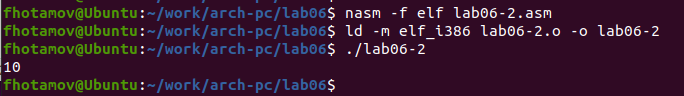 fhotamov@Ubuntu:~/work/arch-pc/lab06$ nasm -f elf lab06-2.asm
fhotamov@Ubuntu:~/work/arch-pc/lab06$ ld -m elf_i386 lab06-2.o -o lab06-2
fhotamov@Ubuntu:~/work/arch-pc/lab06$ ./lab06-2
10
fhotamov@Ubuntu:~/work/arch-pc/lab06$